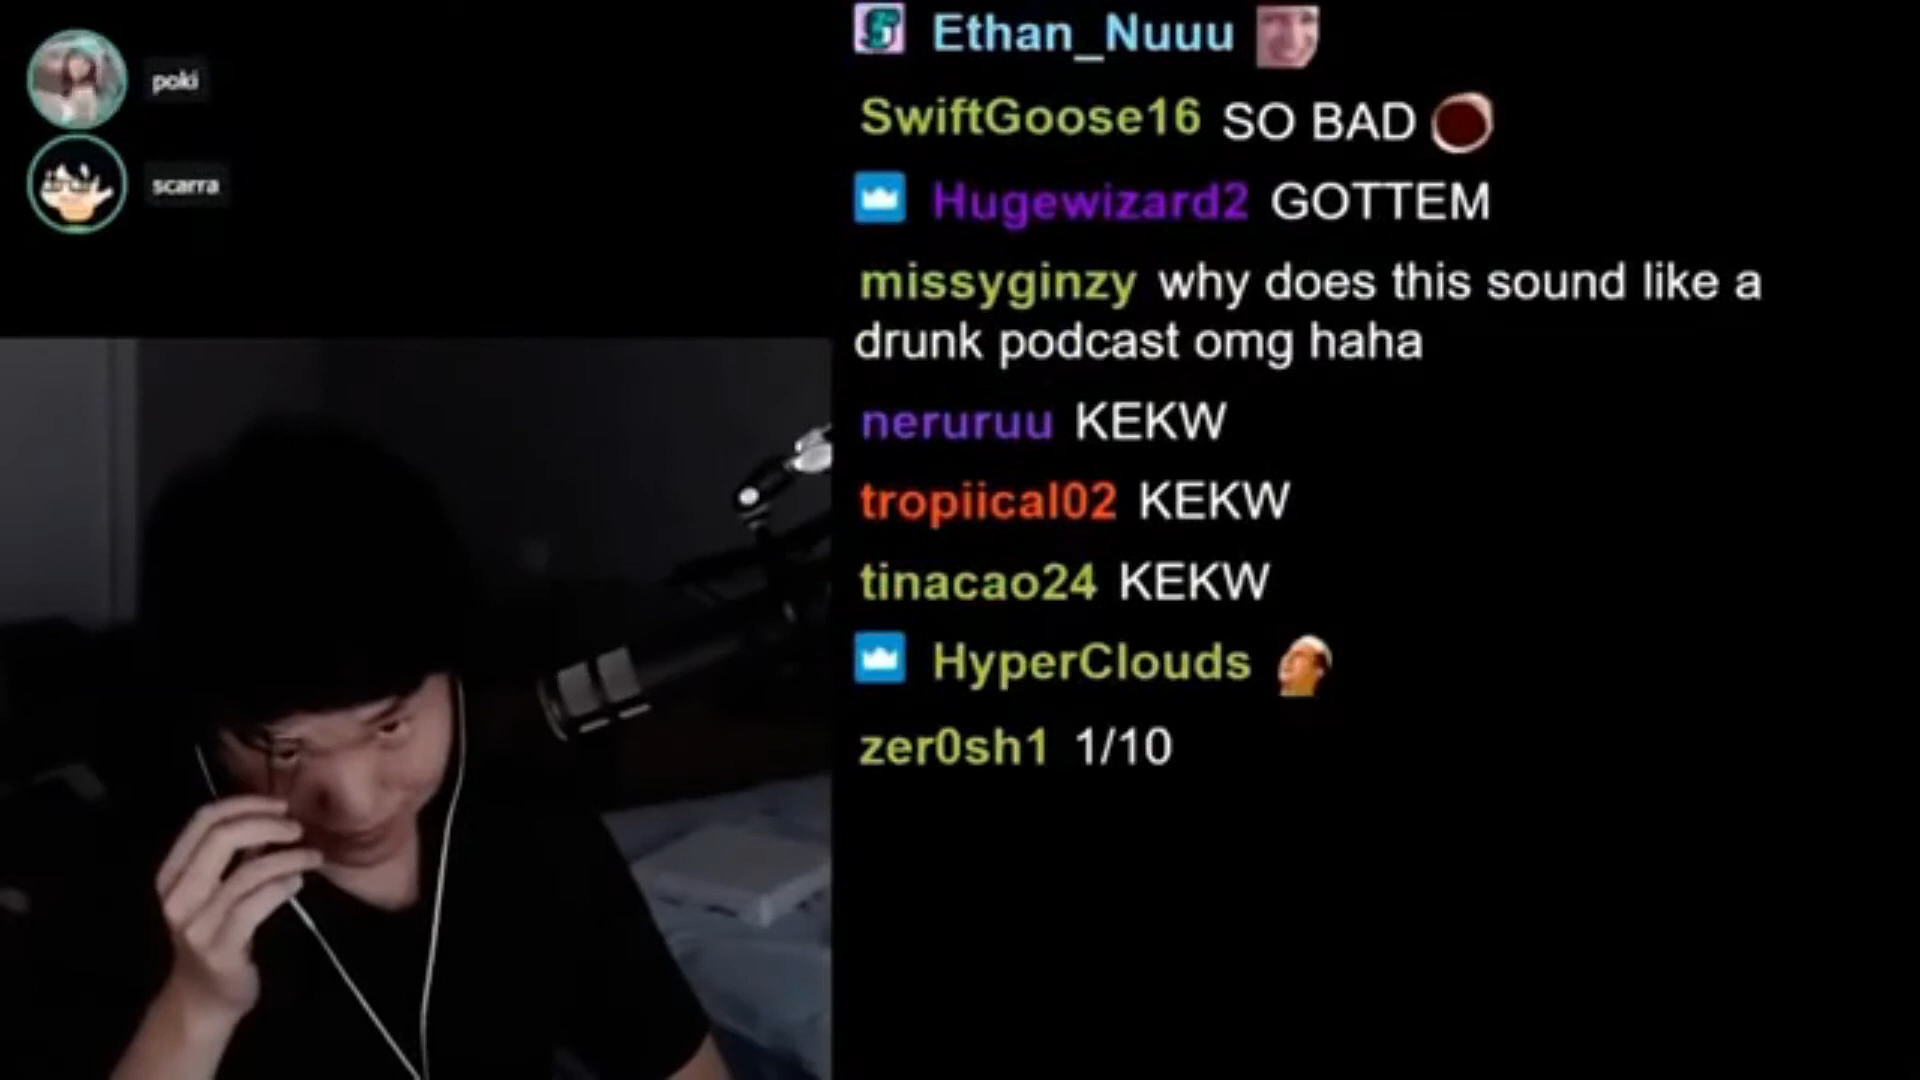 poki
scarra
Ethan_Nuuu
SwiftGoose16 SO BAD
Hugewizard2 GOTTEM
missyginzy why does this sound like a
drunk podcast omg haha
neruruu KEKW
tropiical02 KEKW
tinacao24 KEKW
HyperClouds
zer0sh1 1/10